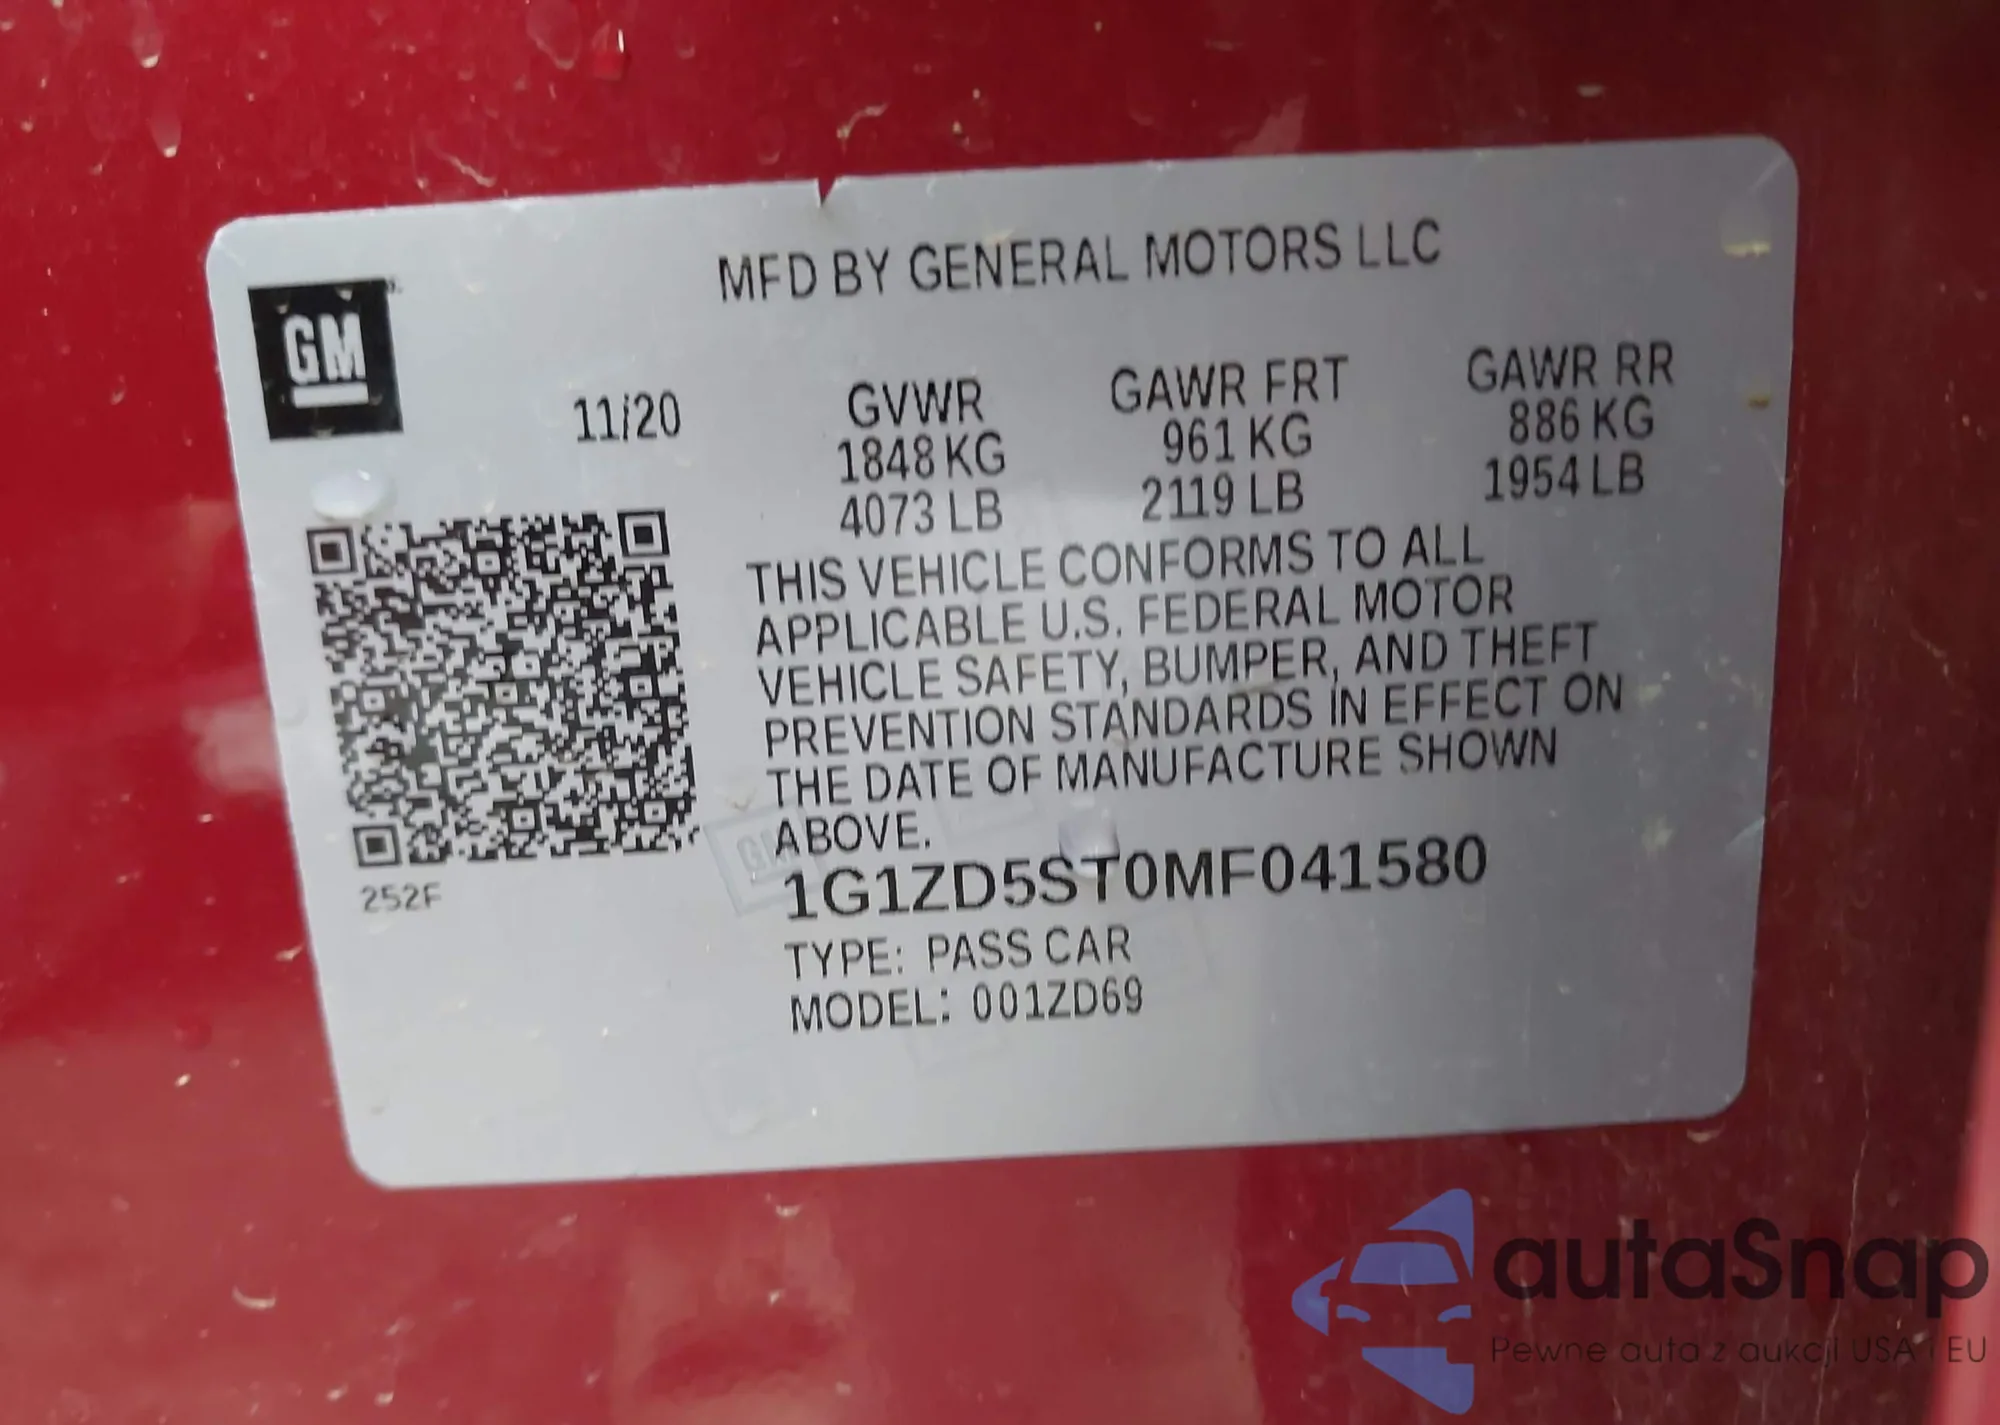 MFD BY GENERAL MOTORS LLC
GM
11/20
GVWR
1848 KG
4073 LB
GAWR FRT
961 KG
2119 LB
GAWR RR
886 KG
1954 LB
THIS VEHICLE CONFORMS TO ALL
APPLICABLE U.S. FEDERAL MOTOR
VEHICLE SAFETY, BUMPER, AND THEFT
PREVENTION STANDARDS IN EFFECT ON
THE DATE OF MANUFACTURE SHOWN
ABOVE.
252F
1G1ZD5ST0MF041580
TYPE: PASS CAR
MODEL: 001ZD69
autaSnap
Pewne auta z aukcji USA i EU